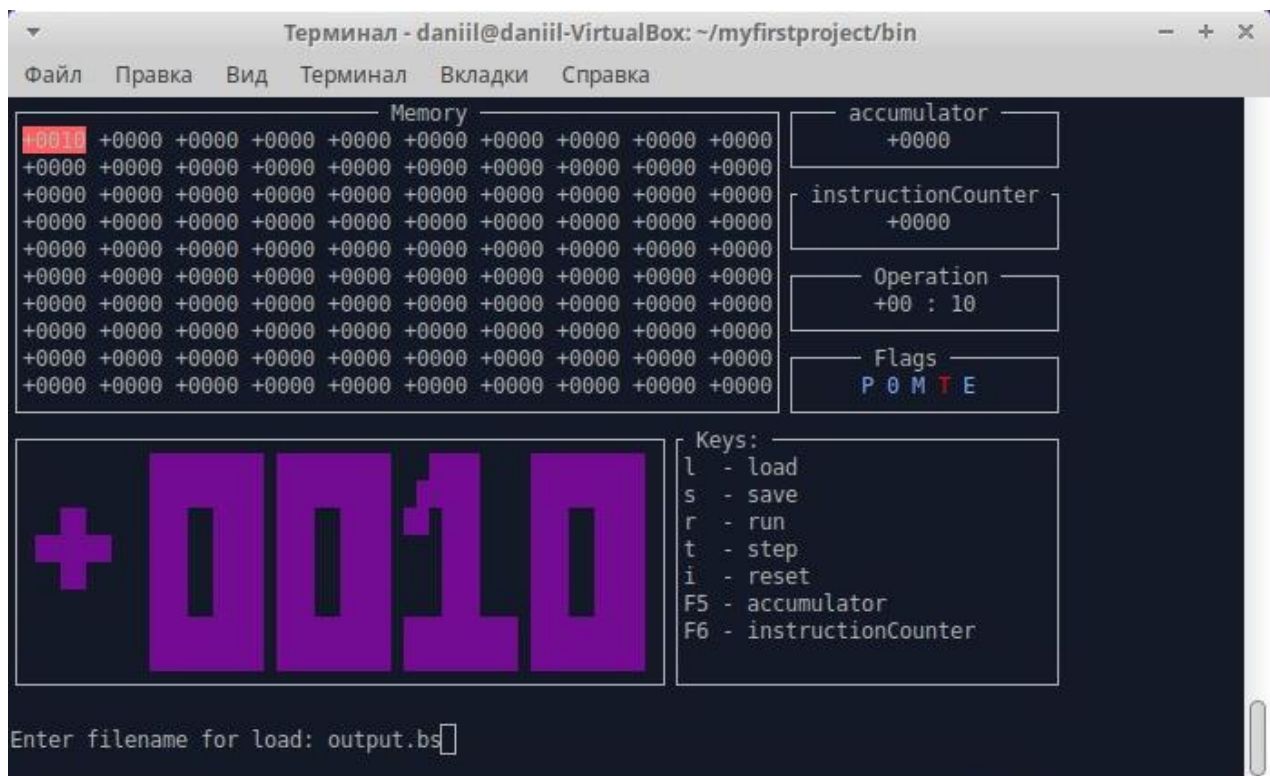 Терминал - daniil@daniil-VirtualBox: ~/myfirstproject/bin
Файл Правка Вид Терминал Вкладки Справка
Memory
+0010 +0000 +0000 +0000 +0000 +0000 +0000 +0000 +0000 +0000
+0000 +0000 +0000 +0000 +0000 +0000 +0000 +0000 +0000 +0000
+0000 +0000 +0000 +0000 +0000 +0000 +0000 +0000 +0000 +0000
+0000 +0000 +0000 +0000 +0000 +0000 +0000 +0000 +0000 +0000
+0000 +0000 +0000 +0000 +0000 +0000 +0000 +0000 +0000 +0000
+0000 +0000 +0000 +0000 +0000 +0000 +0000 +0000 +0000 +0000
+0000 +0000 +0000 +0000 +0000 +0000 +0000 +0000 +0000 +0000
+0000 +0000 +0000 +0000 +0000 +0000 +0000 +0000 +0000 +0000
+0000 +0000 +0000 +0000 +0000 +0000 +0000 +0000 +0000 +0000
+0000 +0000 +0000 +0000 +0000 +0000 +0000 +0000 +0000 +0000
accumulator
+0000
instructionCounter
+0000
Operation
+00 : 10
Flags
P 0 M T E
+0010
Keys:
l - load
s - save
r - run
t - step
i - reset
F5 - accumulator
F6 - instructionCounter
Enter filename for load: output.bs